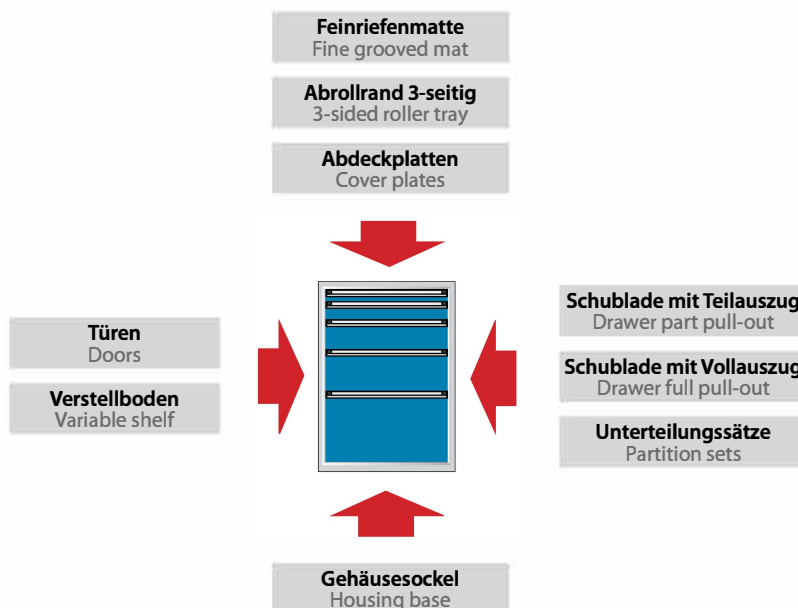 Feinriefenmatte
Fine grooved mat
Abrollrand 3-seitig
3-sided roller tray
Abdeckplatten
Cover plates
Türen
Doors
Verstellboden
Variable shelf
Schublade mit Teilauszug
Drawer part pull-out
Schublade mit Vollauszug
Drawer full pull-out
Unterteilungssätze
Partition sets
Gehäusesockel
Housing base